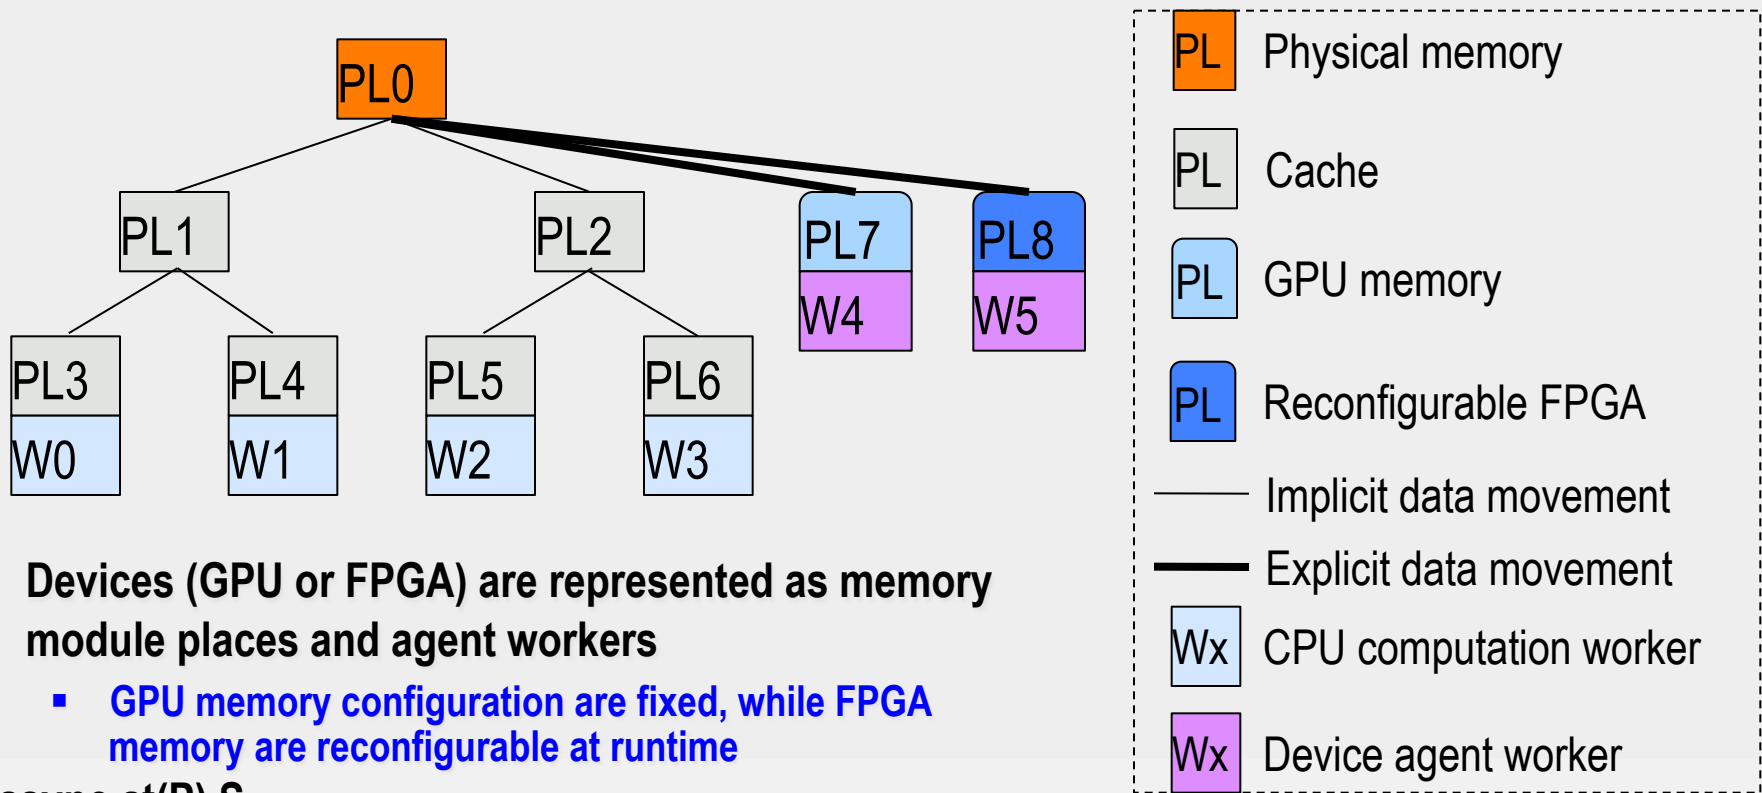 PL0
PL1
PL2
PL7
PL8
W4
W5
PL3
PL4
PL5
PL6
W0
W1
W2
W3
Devices (GPU or FPGA) are represented as memory
module places and agent workers
▪ GPU memory configuration are fixed, while FPGA
memory are reconfigurable at runtime
PL Physical memory
PL Cache
PL GPU memory
PL Reconfigurable FPGA
Implicit data movement
Explicit data movement
Wx CPU computation worker
Wx Device agent worker